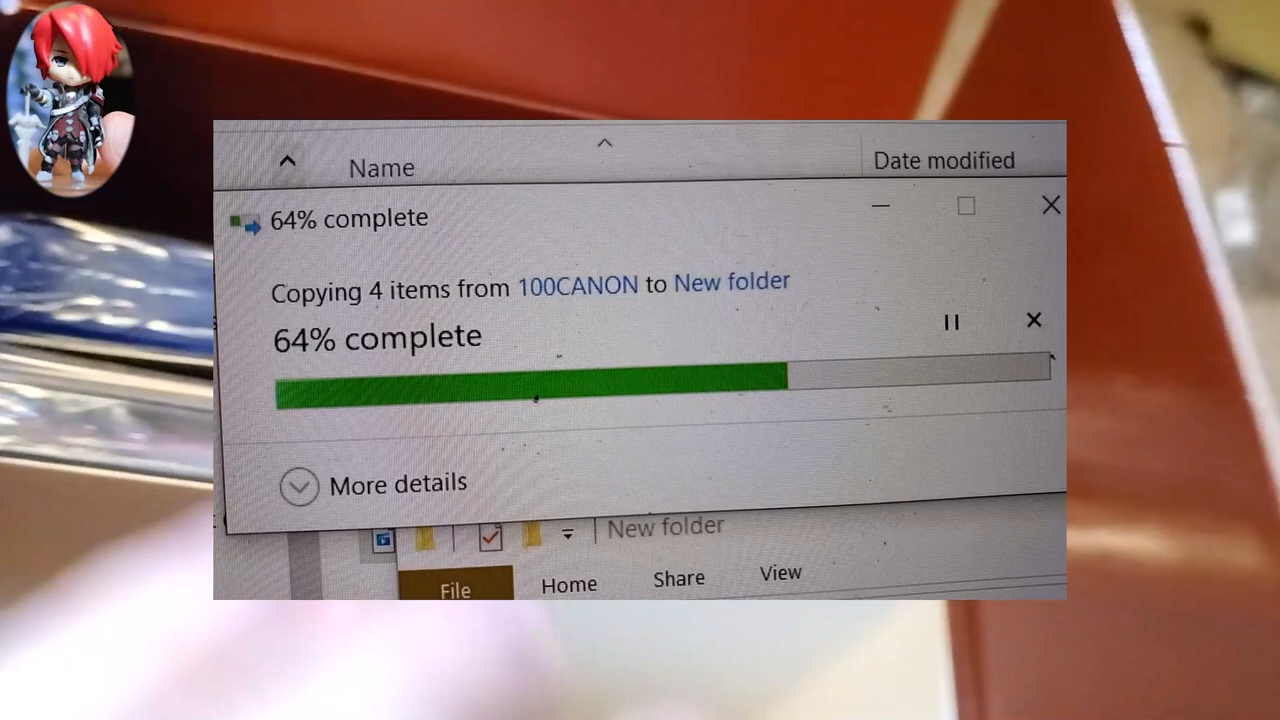 Name
Date modified
64% complete
Copying 4 items from 100CANON to New folder
64% complete
More details
New folder
File
Home
Share
View